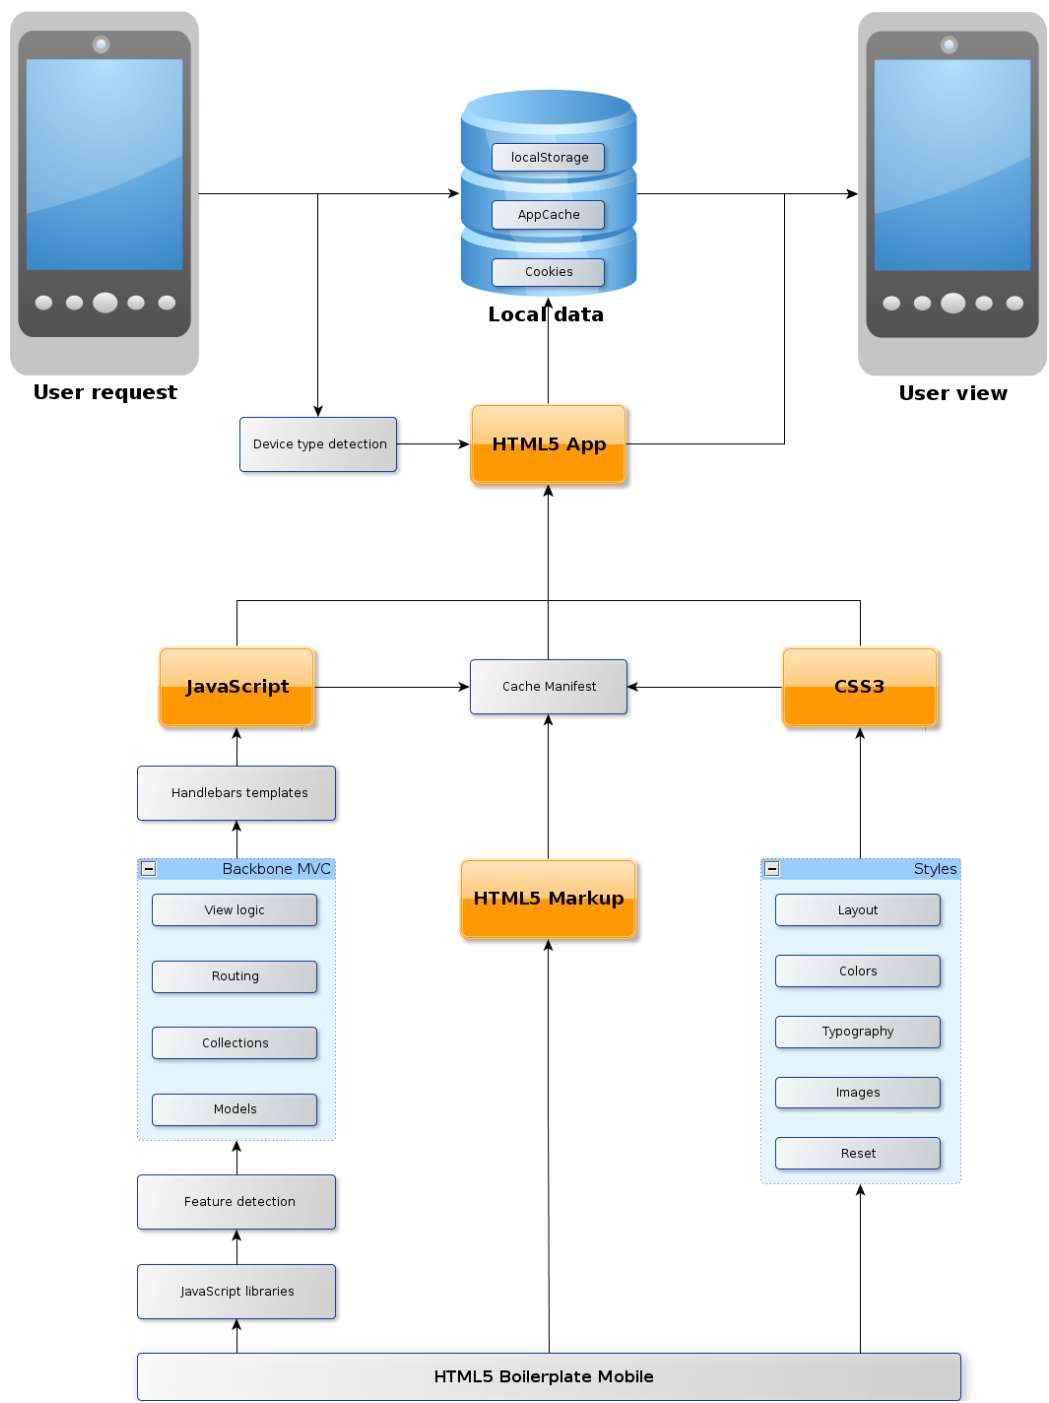 localStorage
AppCache
Cookies
Local data
User request
User view
Device type detection
HTML5 App
JavaScript
Cache Manifest
CSS3
Handlebars templates
Backbone MVC
View logic
Routing
Collections
Models
HTML5 Markup
Styles
Layout
Colors
Typography
Images
Reset
Feature detection
JavaScript libraries
HTML5 Boilerplate Mobile